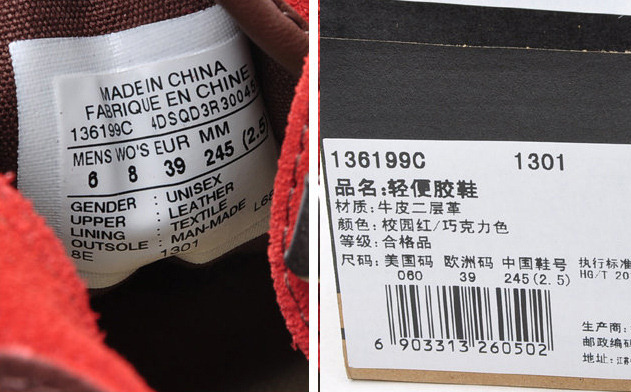 MADE IN CHINA
FABRIQUE EN CHINE
136199C 4DSQD3R3004
MENS WO'S EUR MM
6 8 39 245 (2.5)
GENDER : UNISEX
UPPER : LEATHER
LINING : TEXTILE
OUTSOLE : MAN-MADE
8E 1301
136199C 1301
品名:轻便胶鞋
材质:牛皮二层革
颜色:校园红/巧克力色
等级:合格品
尺码:美国码 欧洲码 中国鞋号 执行标准
060 39 245(2.5) HG/T 20
6 903313 260502
生产商:
邮政编码
地址:江苏